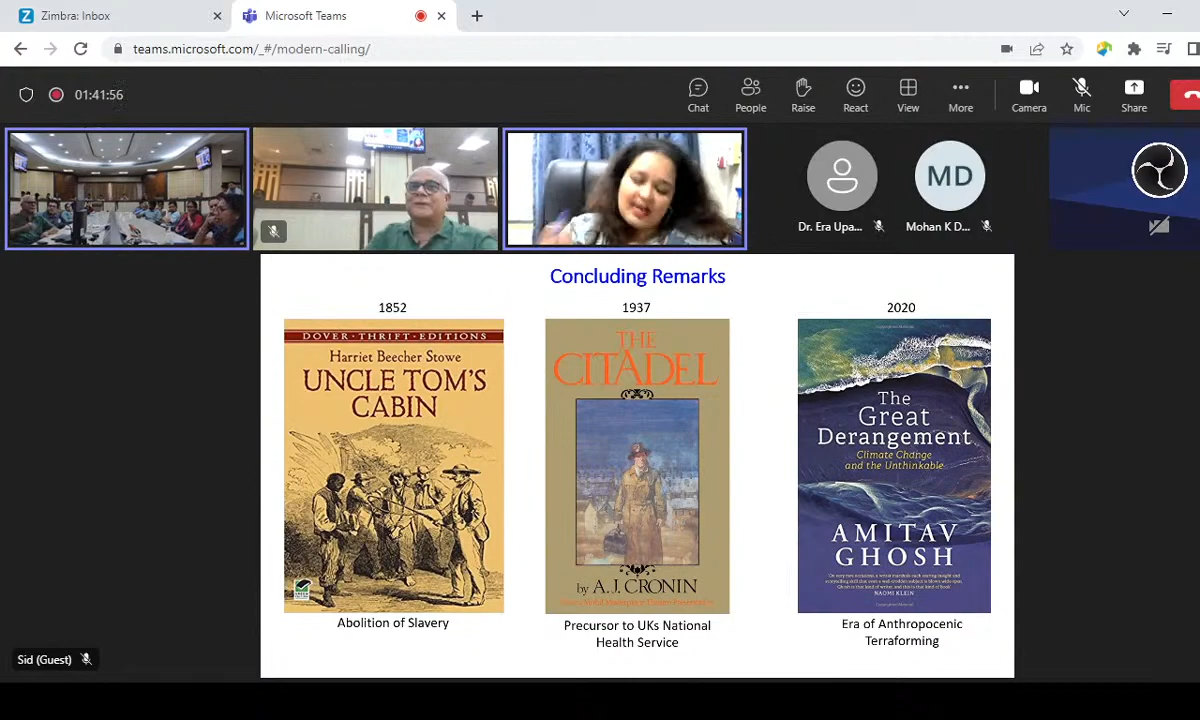 Zimbra: Inbox
Microsoft Teams
teams.microsoft.com/_#/modern-calling/
01:41:56
Chat
People
Raise
React
View
More
Camera
Mic
Share
MD
Dr. Era Upa...
Mohan K D...
Concluding Remarks
1852
DOVER · THRIFT · EDITIONS
Harriet Beecher Stowe
UNCLE TOM'S
CABIN
Abolition of Slavery
1937
THE
CITADEL
by A.J. CRONIN
Precursor to UKs National
Health Service
2020
The
Great
Derangement
Climate Change
and the Unthinkable
AMITAV
GHOSH
NAOMI KLEIN
Era of Anthropocenic
Terraforming
Sid (Guest)